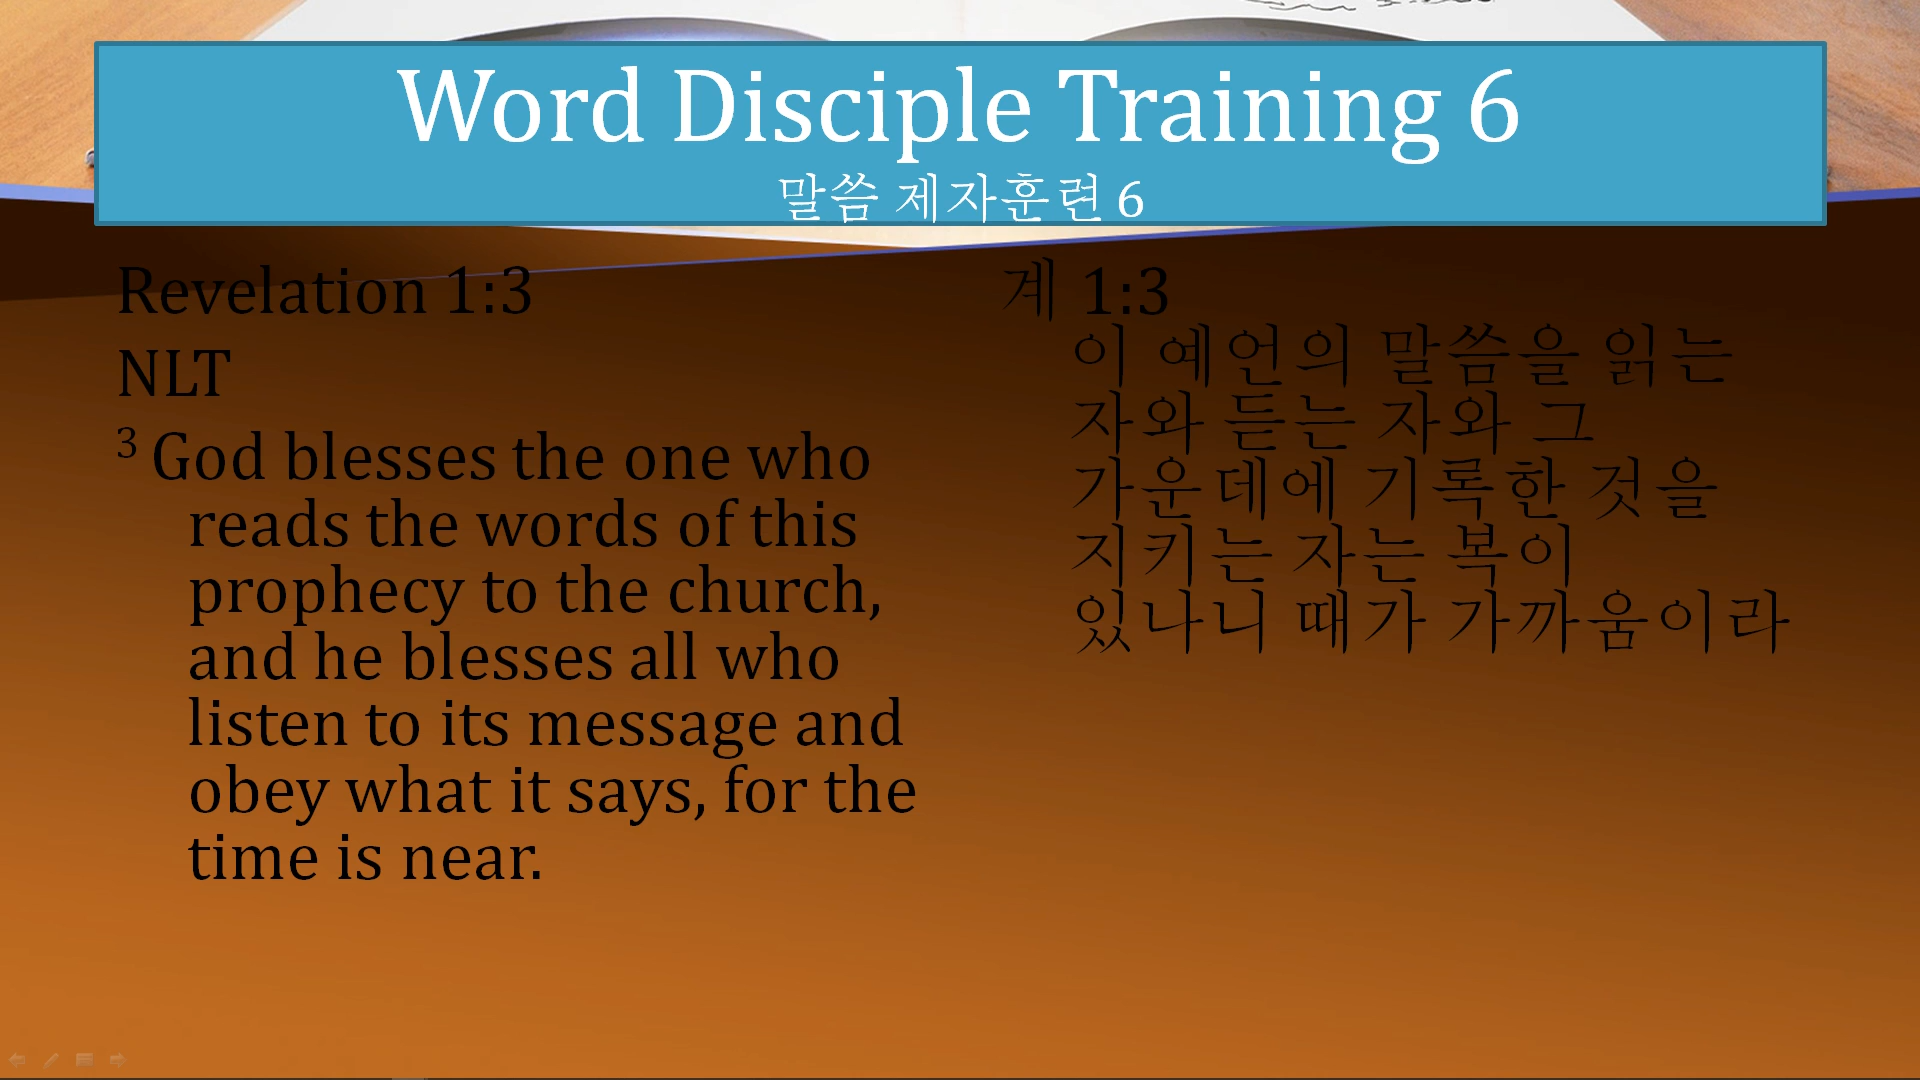 Word Disciple Training 6
말씀 제자훈련 6
Revelation 1:3
NLT
3 God blesses the one who
reads the words of this
prophecy to the church,
and he blesses all who
listen to its message and
obey what it says, for the
time is near.
계 1:3
이 예언의 말씀을 읽는
자와 듣는 자와 그
가운데에 기록한 것을
지키는 자는 복이
있나니 때가 가까움이라